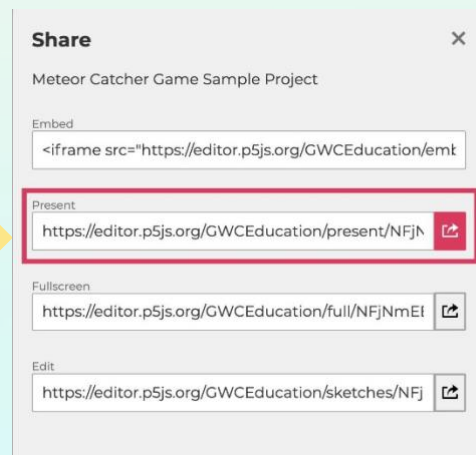 Share
Meteor Catcher Game Sample Project
Embed
<iframe src="https://editor.p5js.org/GWCEducation/emb
Present
https://editor.p5js.org/GWCEducation/present/NFjN
Fullscreen
https://editor.p5js.org/GWCEducation/full/NFjNmEE
Edit
https://editor.p5js.org/GWCEducation/sketches/NFj